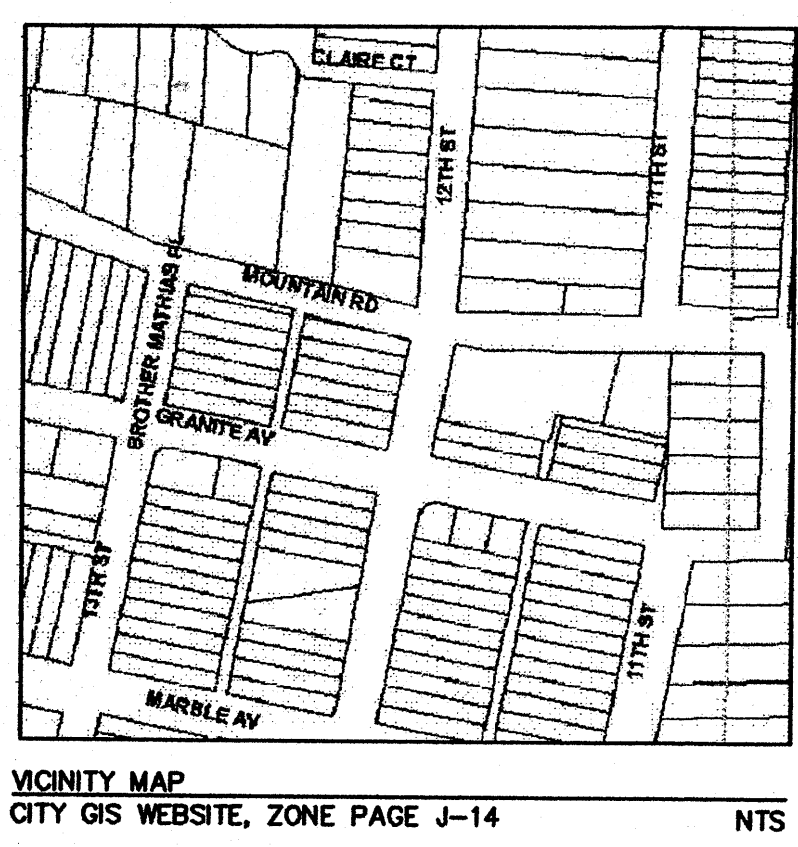 CLAIRE CT
12TH ST
11TH ST
MOUNTAIN RD
BROTHER MATHIAS PL
GRANITE AV
13TH ST
11TH ST
MARBLE AV
VICINITY MAP
CITY GIS WEBSITE, ZONE PAGE J-14 NTS